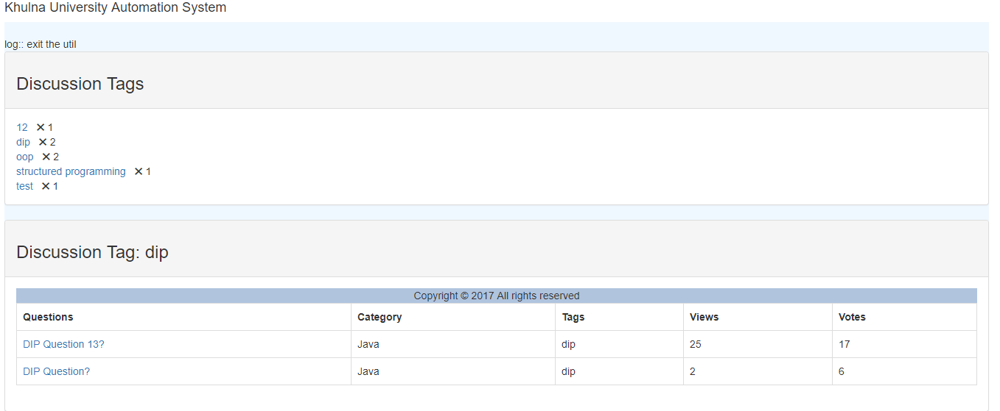 Khulna University Automation System
log:: exit the util
Discussion Tags
12 ✕ 1
dip ✕ 2
oop ✕ 2
structured programming ✕ 1
test ✕ 1
Discussion Tag: dip
Copyright © 2017 All rights reserved
Questions Category Tags Views Votes
DIP Question 13? Java dip 25 17
DIP Question? Java dip 2 6